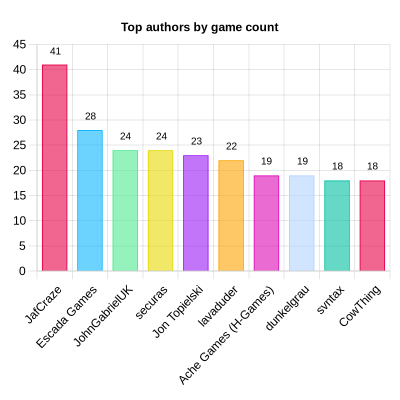 Top authors by game count
45
40
35
30
25
20
15
10
5
0
41
28
24
24
23
22
19
19
18
18
JafCraze
Escada Games
JohnGabrielUK
securas
Jon Topielski
lavaduder
Ache Games (H-Games)
dunkelgrau
svntax
CowThing